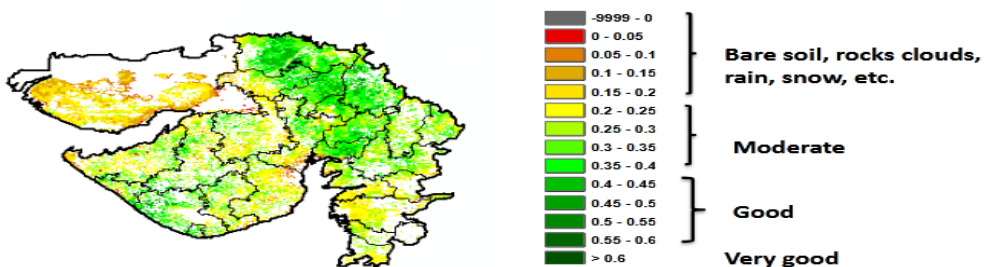 -9999 - 0
0 - 0.05
0.05 - 0.1
0.1 - 0.15
0.15 - 0.2
0.2 - 0.25
0.25 - 0.3
0.3 - 0.35
0.35 - 0.4
0.4 - 0.45
0.45 - 0.5
0.5 - 0.55
0.55 - 0.6
> 0.6
Bare soil, rocks clouds,
rain, snow, etc.
Moderate
Good
Very good